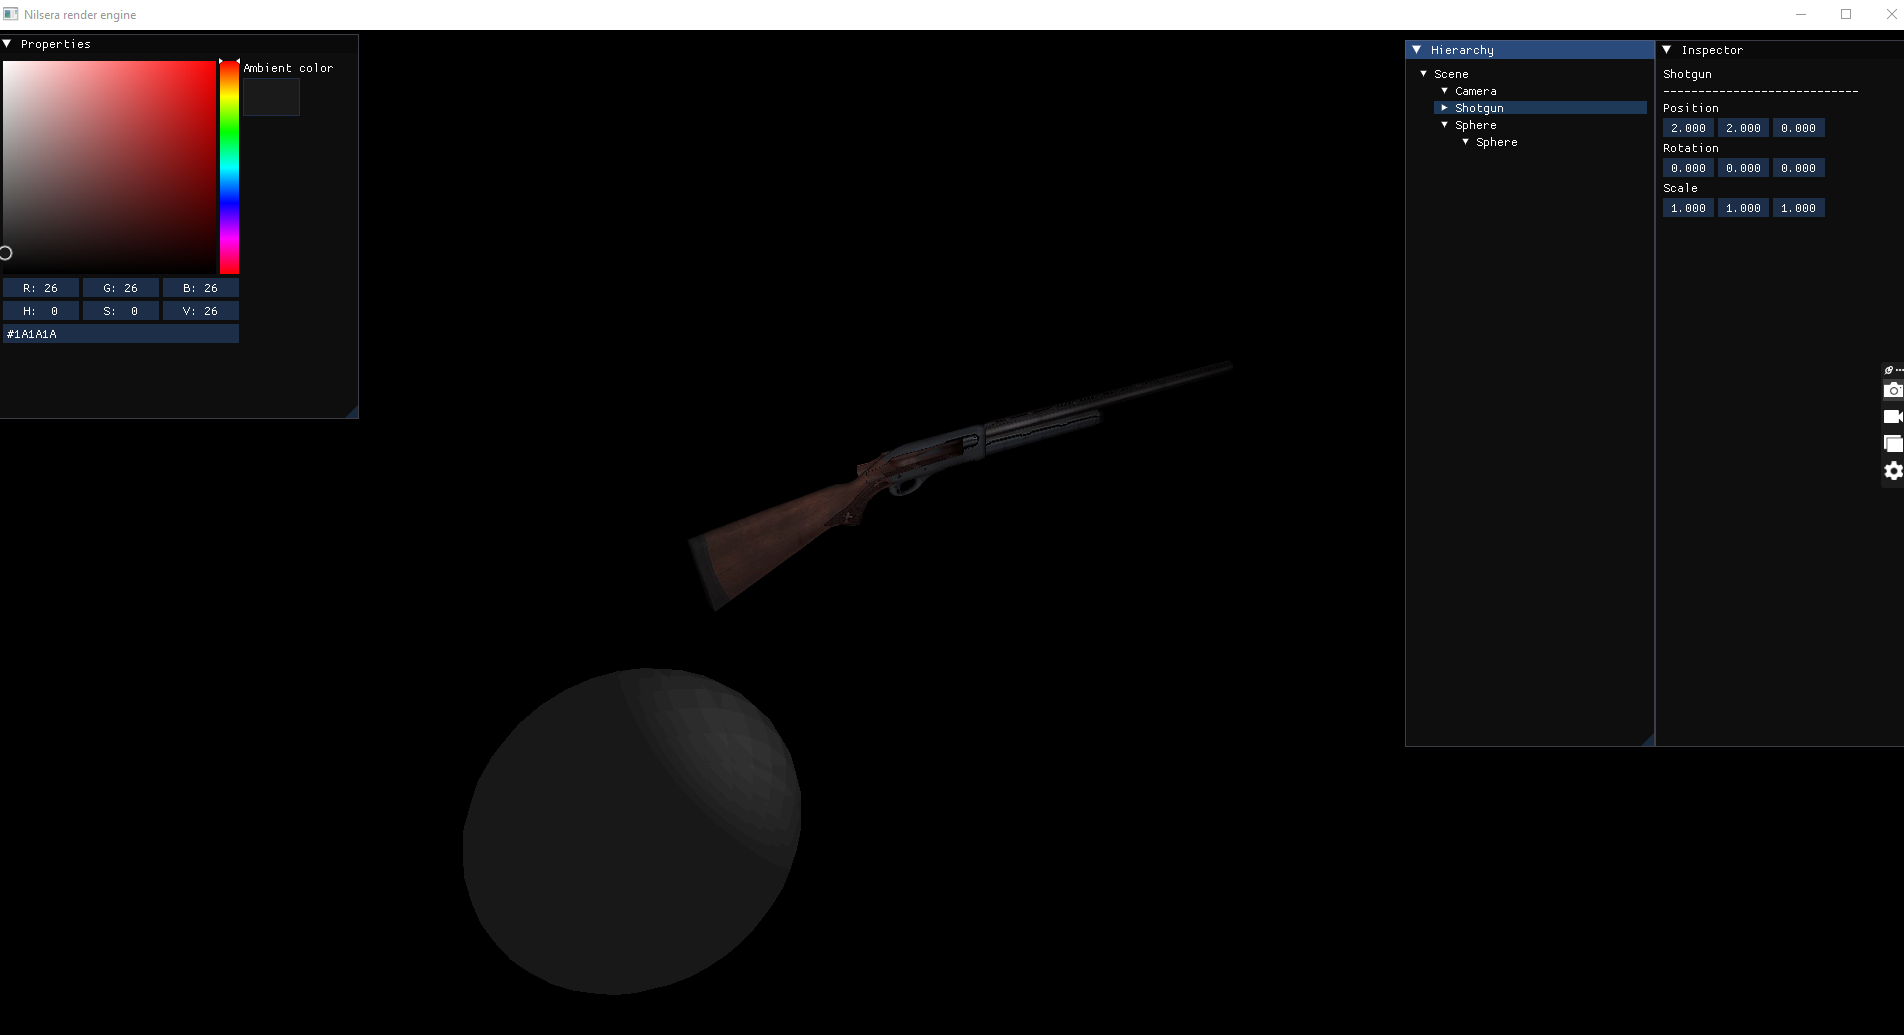 Nilsera render engine
Properties
Ambient color
R: 26 G: 26 B: 26
H: 0 S: 0 V: 26
#1A1A1A
Hierarchy
Scene
Camera
Shotgun
Sphere
Sphere
Inspector
Shotgun
----------------------------
Position
2.000 2.000 0.000
Rotation
0.000 0.000 0.000
Scale
1.000 1.000 1.000